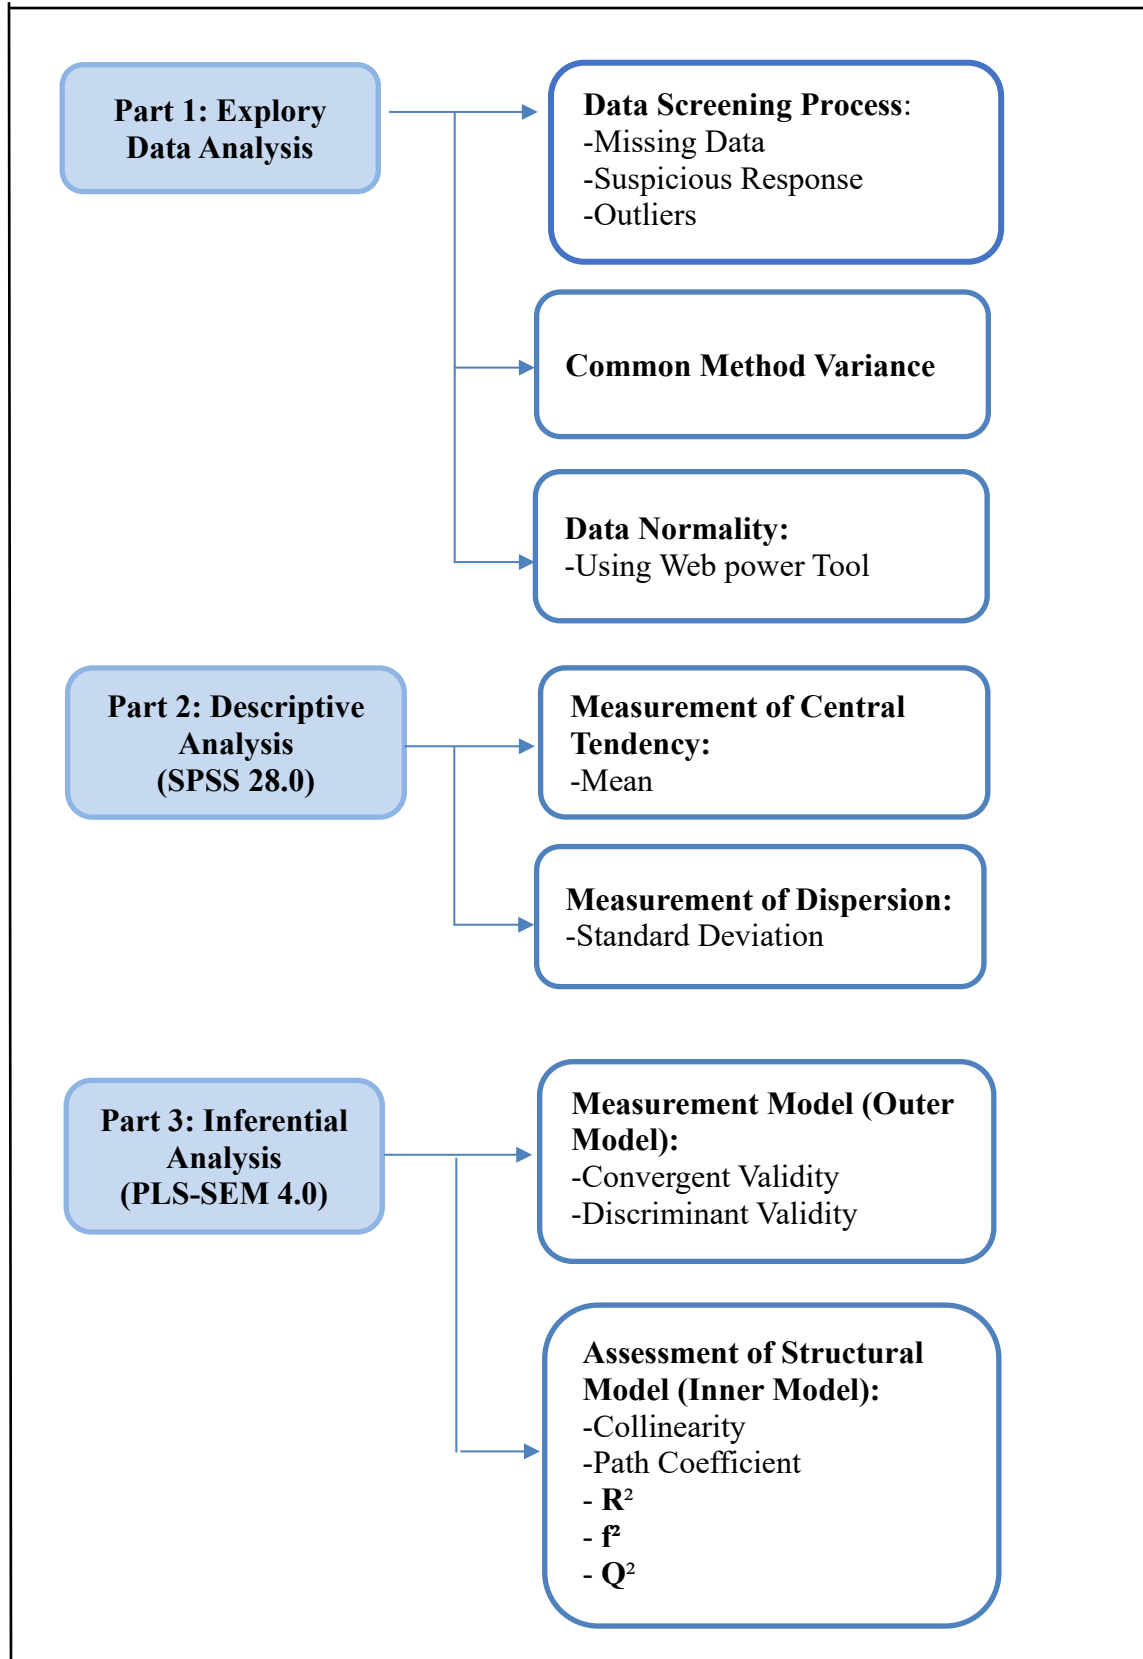 Part 1: Explory
Data Analysis
Data Screening Process:
-Missing Data
-Suspicious Response
-Outliers
Common Method Variance
Data Normality:
-Using Web power Tool
Part 2: Descriptive
Analysis
(SPSS 28.0)
Measurement of Central
Tendency:
-Mean
Measurement of Dispersion:
-Standard Deviation
Part 3: Inferential
Analysis
(PLS-SEM 4.0)
Measurement Model (Outer
Model):
-Convergent Validity
-Discriminant Validity
Assessment of Structural
Model (Inner Model):
-Collinearity
-Path Coefficient
- R²
- f²
- Q²